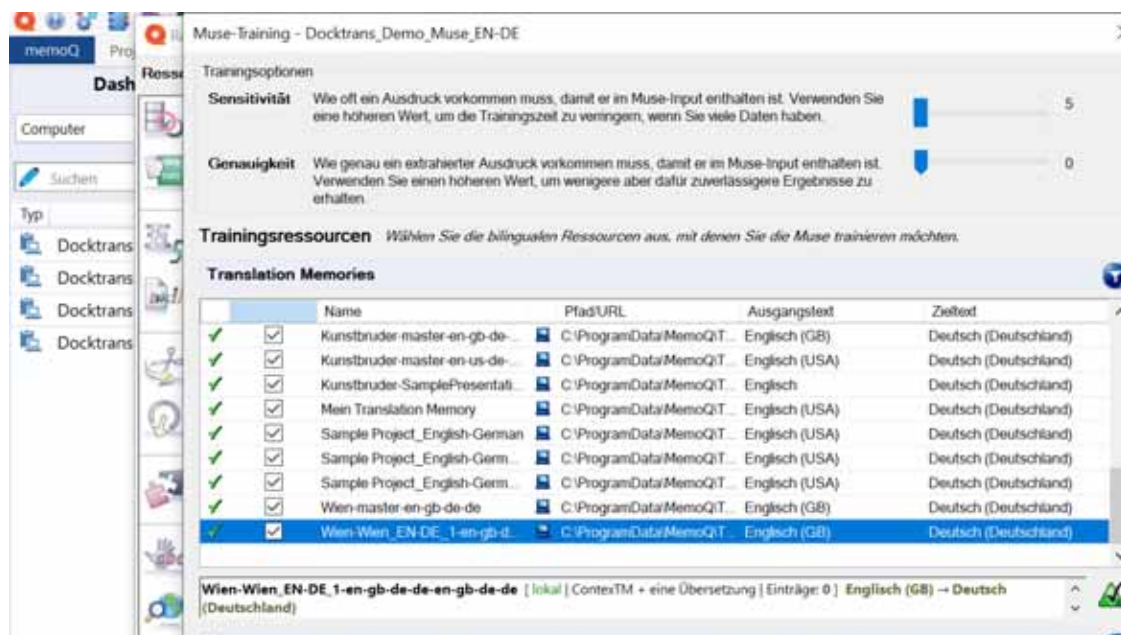 Muse-Training - Docktrans_Demo_Muse_EN-DE
memoQ
Dash
Trainingsoptionen
Sensitivität Wie oft ein Ausdruck vorkommen muss, damit er im Muse-Input enthalten ist. Verwenden Sie
eine höheren Wert, um die Trainingszeit zu verringern, wenn Sie viele Daten haben.
5
Computer
Genauigkeit Wie genau ein extrahierter Ausdruck vorkommen muss, damit er im Muse-Input enthalten ist.
Verwenden Sie einen höheren Wert, um wenigere aber dafür zuverlässigere Ergebnisse zu
erhalten.
0
Suchen
Typ
Docktrans
Docktrans
Docktrans
Docktrans
Trainingsressourcen Wählen Sie die bilingualen Ressourcen aus, mit denen Sie die Muse trainieren möchten.
Translation Memories
Name Pfad/URL Ausgangstext Zieltext
Kunstbruder-master-en-gb-de-... C:\ProgramData\MemoQ\T... Englisch (GB) Deutsch (Deutschland)
Kunstbruder-master-en-us-de-... C:\ProgramData\MemoQ\T... Englisch (USA) Deutsch (Deutschland)
Kunstbruder-SamplePresentati... C:\ProgramData\MemoQ\T... Englisch Deutsch (Deutschland)
Mein Translation Memory C:\ProgramData\MemoQ\T... Englisch (USA) Deutsch (Deutschland)
Sample Project_English-German C:\ProgramData\MemoQ\T... Englisch (USA) Deutsch (Deutschland)
Sample Project_English-Germ... C:\ProgramData\MemoQ\T... Englisch (USA) Deutsch (Deutschland)
Sample Project_English-Germ... C:\ProgramData\MemoQ\T... Englisch (USA) Deutsch (Deutschland)
Wien-master-en-gb-de-de C:\ProgramData\MemoQ\T... Englisch (GB) Deutsch (Deutschland)
Wien-Wien_EN-DE_1-en-gb-d... C:\ProgramData\MemoQ\T... Englisch (GB) Deutsch (Deutschland)
Wien-Wien_EN-DE_1-en-gb-de-de-en-gb-de-de [ lokal | ContexTM + eine Übersetzung | Einträge: 0 ] Englisch (GB) → Deutsch
(Deutschland)